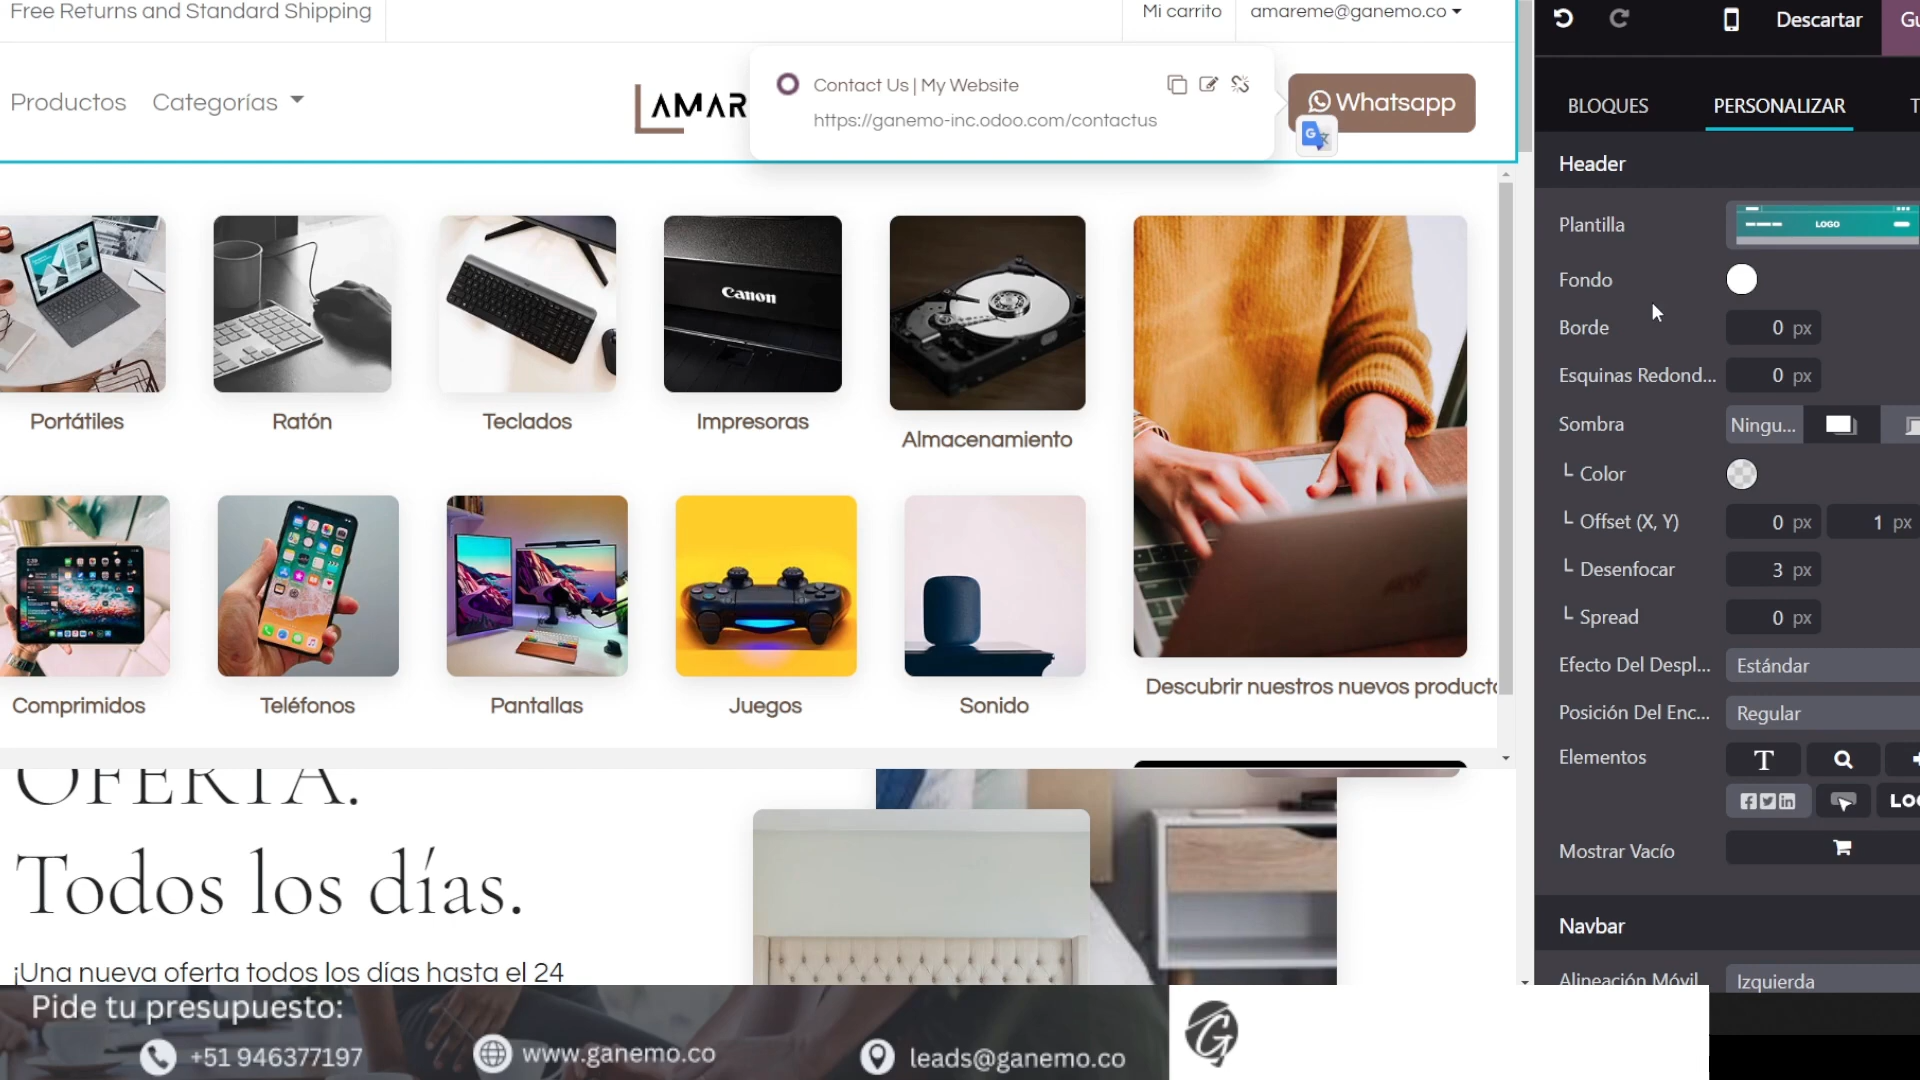 Free Returns and Standard Shipping
Mi carrito
amareme@ganemo.co
Descartar
Productos
Categorías
AMAR
Contact Us | My Website
https://ganemo-inc.odoo.com/contactus
Whatsapp
BLOQUES
PERSONALIZAR
Header
Plantilla
LOGO
Fondo
Borde
0 px
Esquinas Redond...
0 px
Sombra
Ningu...
Color
Offset (X, Y)
0 px
1 px
Desenfocar
3 px
Spread
0 px
Efecto Del Despl...
Estándar
Posición Del Enc...
Regular
Elementos
T
Mostrar Vacío
Navbar
Alineación Móvil
Izquierda
Canon
Portátiles
Ratón
Teclados
Impresoras
Almacenamiento
Comprimidos
Teléfonos
Pantallas
Juegos
Sonido
Descubrir nuestros nuevos producto
OFERTA.
Todos los días.
¡Una nueva oferta todos los días hasta el 24
Pide tu presupuesto:
+51 946377197
www.ganemo.co
leads@ganemo.co